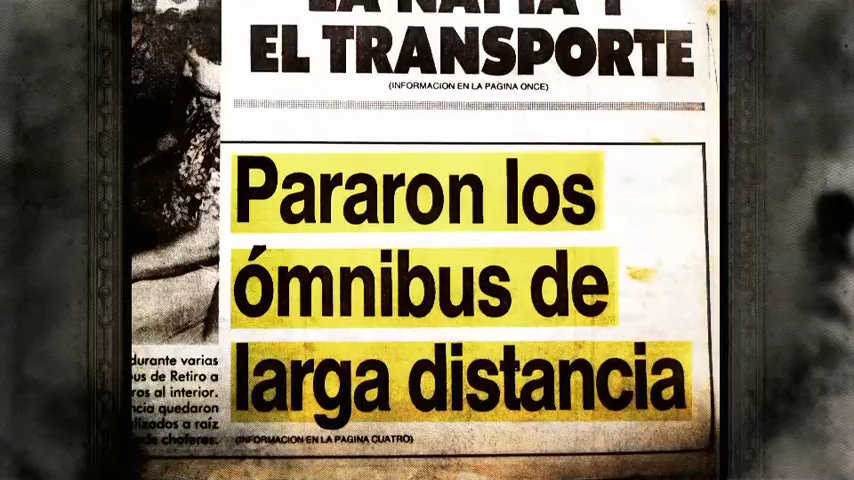 LA NAFTA Y
EL TRANSPORTE
(INFORMACION EN LA PAGINA ONCE)
Pararon los
ómnibus de
larga distancia
(INFORMACION EN LA PAGINA CUATRO)
durante varias
us de Retiro a
ros al interior.
ncia quedaron
lizados a raíz
de choferes.